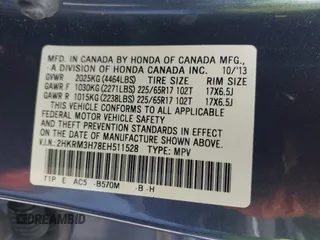 MFD. IN CANADA BY HONDA OF CANADA MFG.,
A DIVISION OF HONDA CANADA INC. 10/'13
GVWR 2025KG(4464LBS) TIRE SIZE RIM SIZE
GAWR F 1030KG(2271LBS) 225/65R17 102T 17X6.5J
GAWR R 1015KG(2238LBS) 225/65R17 102T 17X6.5J
THIS VEHICLE CONFORMS TO ALL APPLICABLE
FEDERAL MOTOR VEHICLE SAFETY AND THEFT
PREVENTION STANDARDS IN EFFECT ON THE
DATE OF MANUFACTURE SHOWN ABOVE.
V.I.N.:2HKRM3H78EH511528 TYPE: MPV
T1P E AC5 -B570M -B -H
DREAMBID